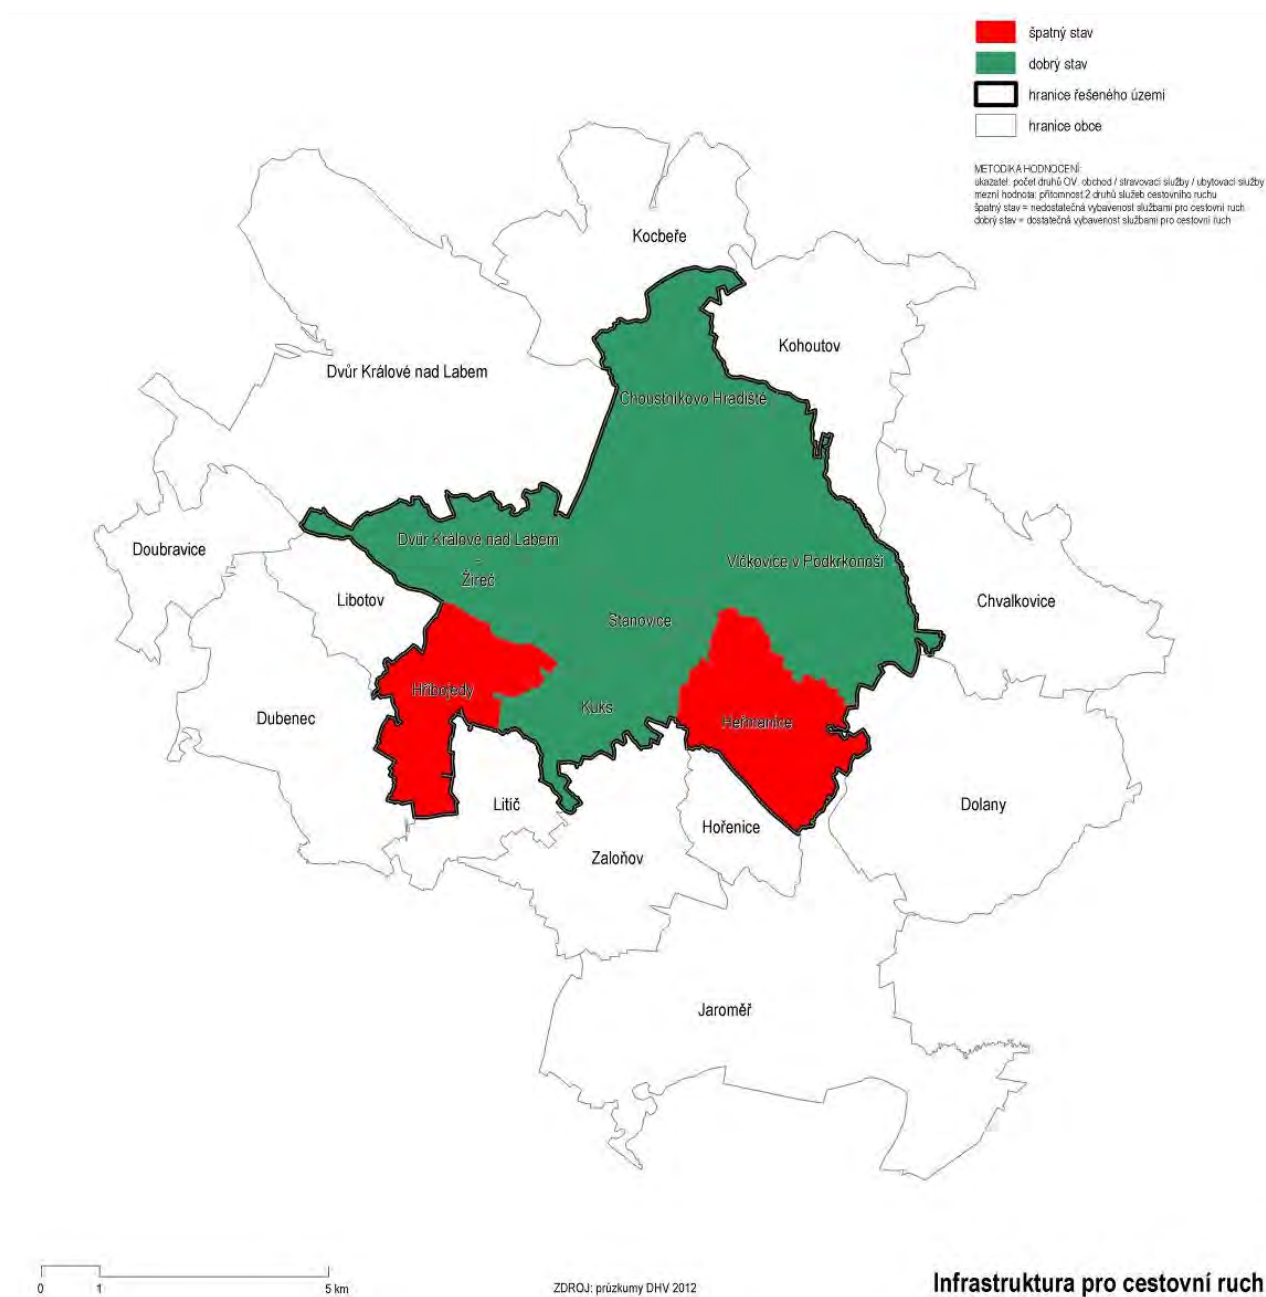 špatný stav
dobrý stav
hranice řešeného území
hranice obce
METODIKA HODNOCENÍ:
ukazatel: počet druhů OV: obchod / stravovací služby / ubytovací služby
mezní hodnota: přítomnost 2 druhů služeb cestovního ruchu
špatný stav = nedostatečná vybavenost službami pro cestovní ruch
dobrý stav = dostatečná vybavenost službami pro cestovní ruch
Kocbeře
Kohoutov
Dvůr Králové nad Labem
Choustníkovo Hradiště
Dvůr Králové nad Labem
-
Žireč
Doubravice
Vlčkovice v Podkrkonoší
Libotov
Chvalkovice
Stanovice
Hřibojedy
Kuks
Dubenec
Heřmanice
Litíč
Dolany
Hořenice
Zaloňov
Jaroměř
0 1 5 km
ZDROJ: průzkumy DHV 2012
Infrastruktura pro cestovní ruch